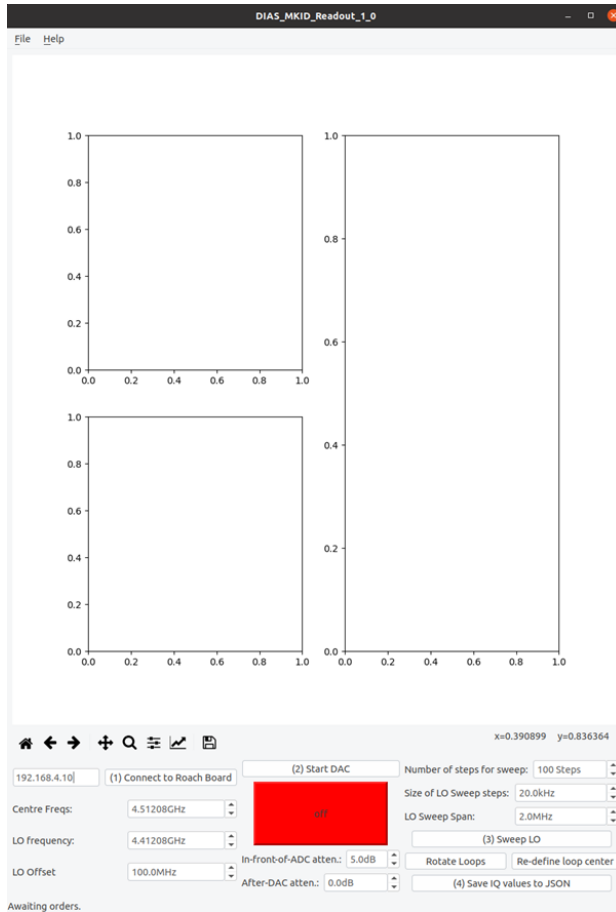 DIAS_MKID_Readout_1_0
File Help
1.0
0.8
0.6
0.4
0.2
0.0
0.0 0.2 0.4 0.6 0.8 1.0
1.0
0.8
0.6
0.4
0.2
0.0
0.0 0.2 0.4 0.6 0.8 1.0
1.0
0.8
0.6
0.4
0.2
0.0
0.0 0.2 0.4 0.6 0.8 1.0
x=0.390899 y=0.836364
192.168.4.10 (1) Connect to Roach Board
Centre Freqs: 4.51208GHz
LO frequency: 4.41208GHz
LO Offset 100.0MHz
(2) Start DAC
off
In-front-of-ADC atten.: 5.0dB
After-DAC atten.: 0.0dB
Number of steps for sweep: 100 Steps
Size of LO Sweep steps: 20.0kHz
LO Sweep Span: 2.0MHz
(3) Sweep LO
Rotate Loops Re-define loop center
(4) Save IQ values to JSON
Awaiting orders.